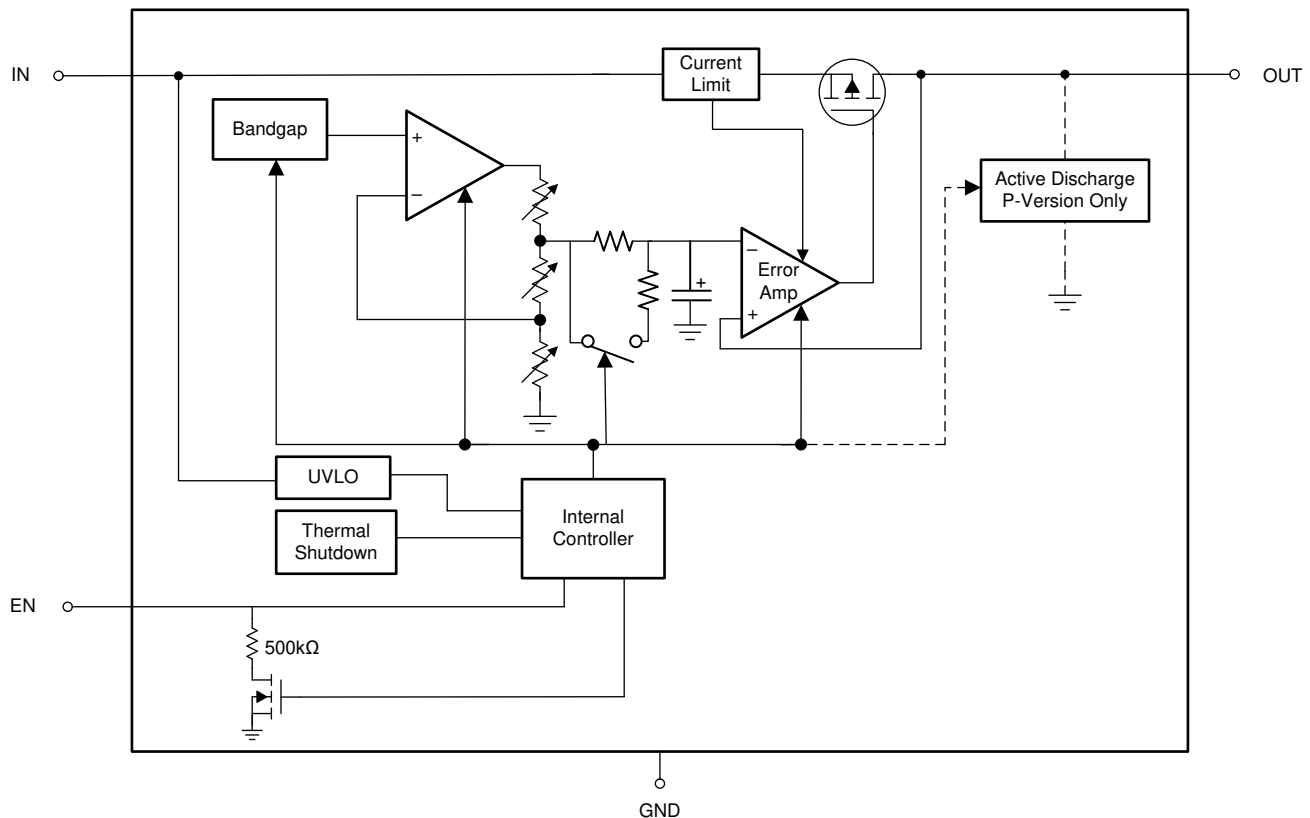 IN
Current
Limit
OUT
Bandgap
+
−
Active Discharge
P-Version Only
+
−
Error
Amp
+
UVLO
Thermal
Shutdown
Internal
Controller
EN
500kΩ
GND